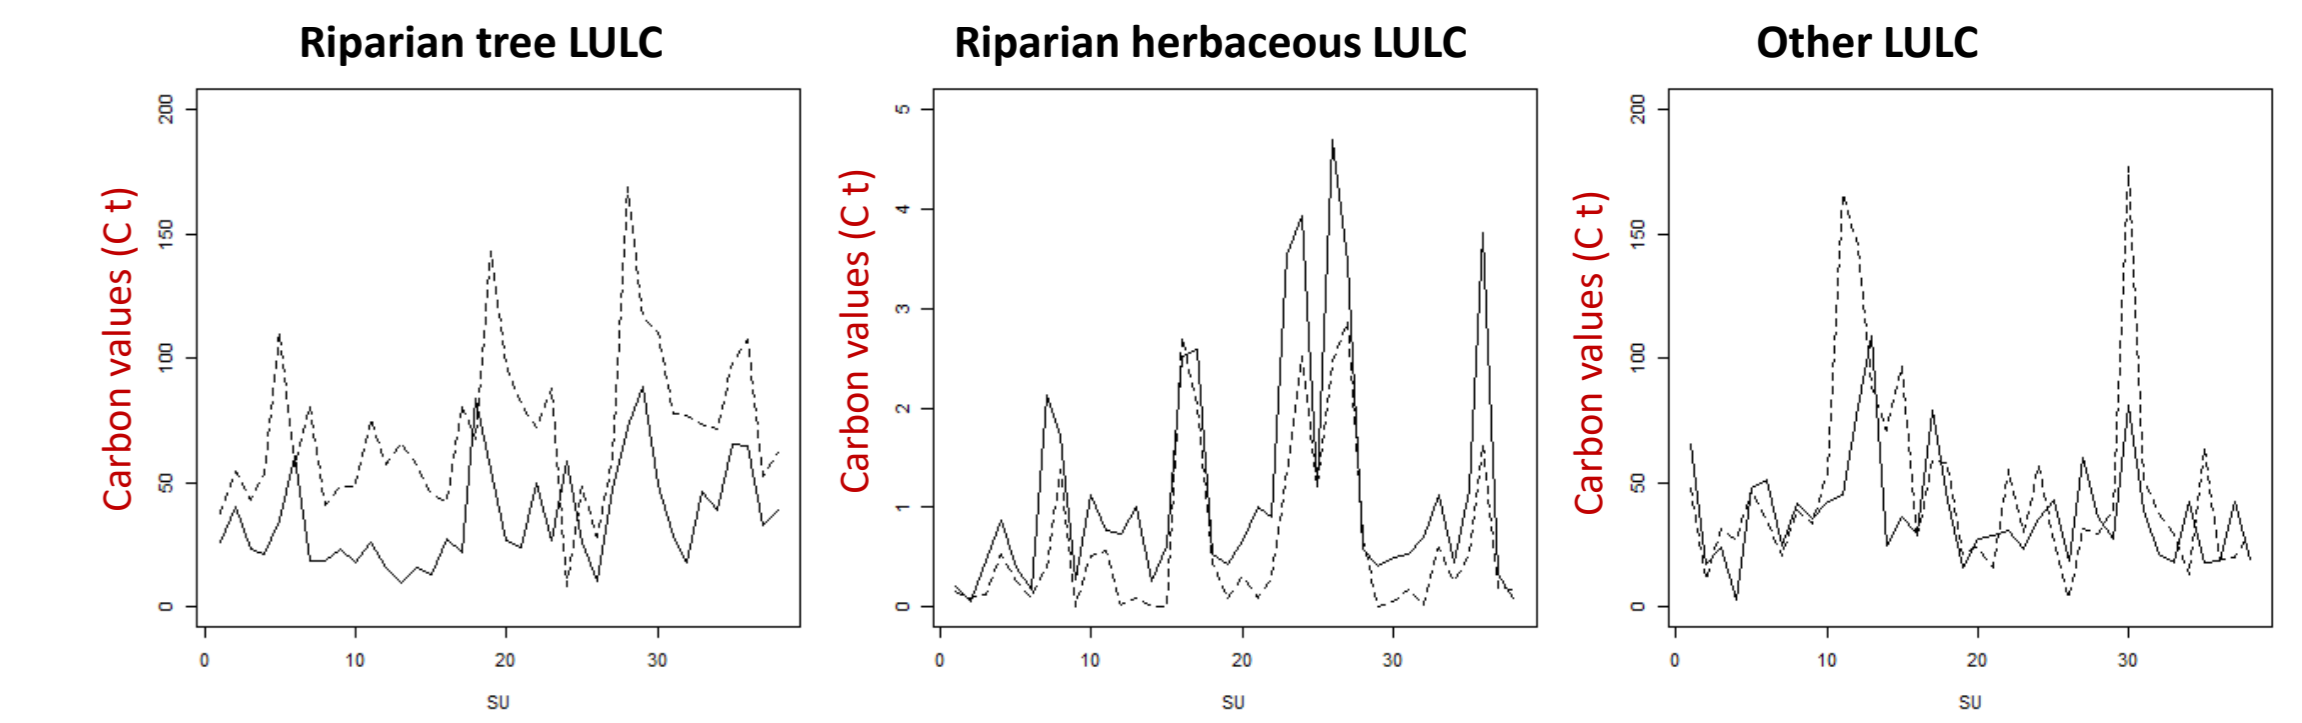 Riparian tree LULC
Carbon values (C t)
200
150
100
50
0
0 10 20 30
SU
Riparian herbaceous LULC
Carbon values (C t)
5
4
3
2
1
0
0 10 20 30
SU
Other LULC
Carbon values (C t)
200
150
100
50
0
0 10 20 30
SU